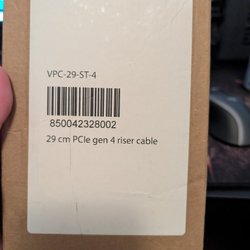 VPC-29-ST-4
850042328002
29 cm PCIe gen 4 riser cable